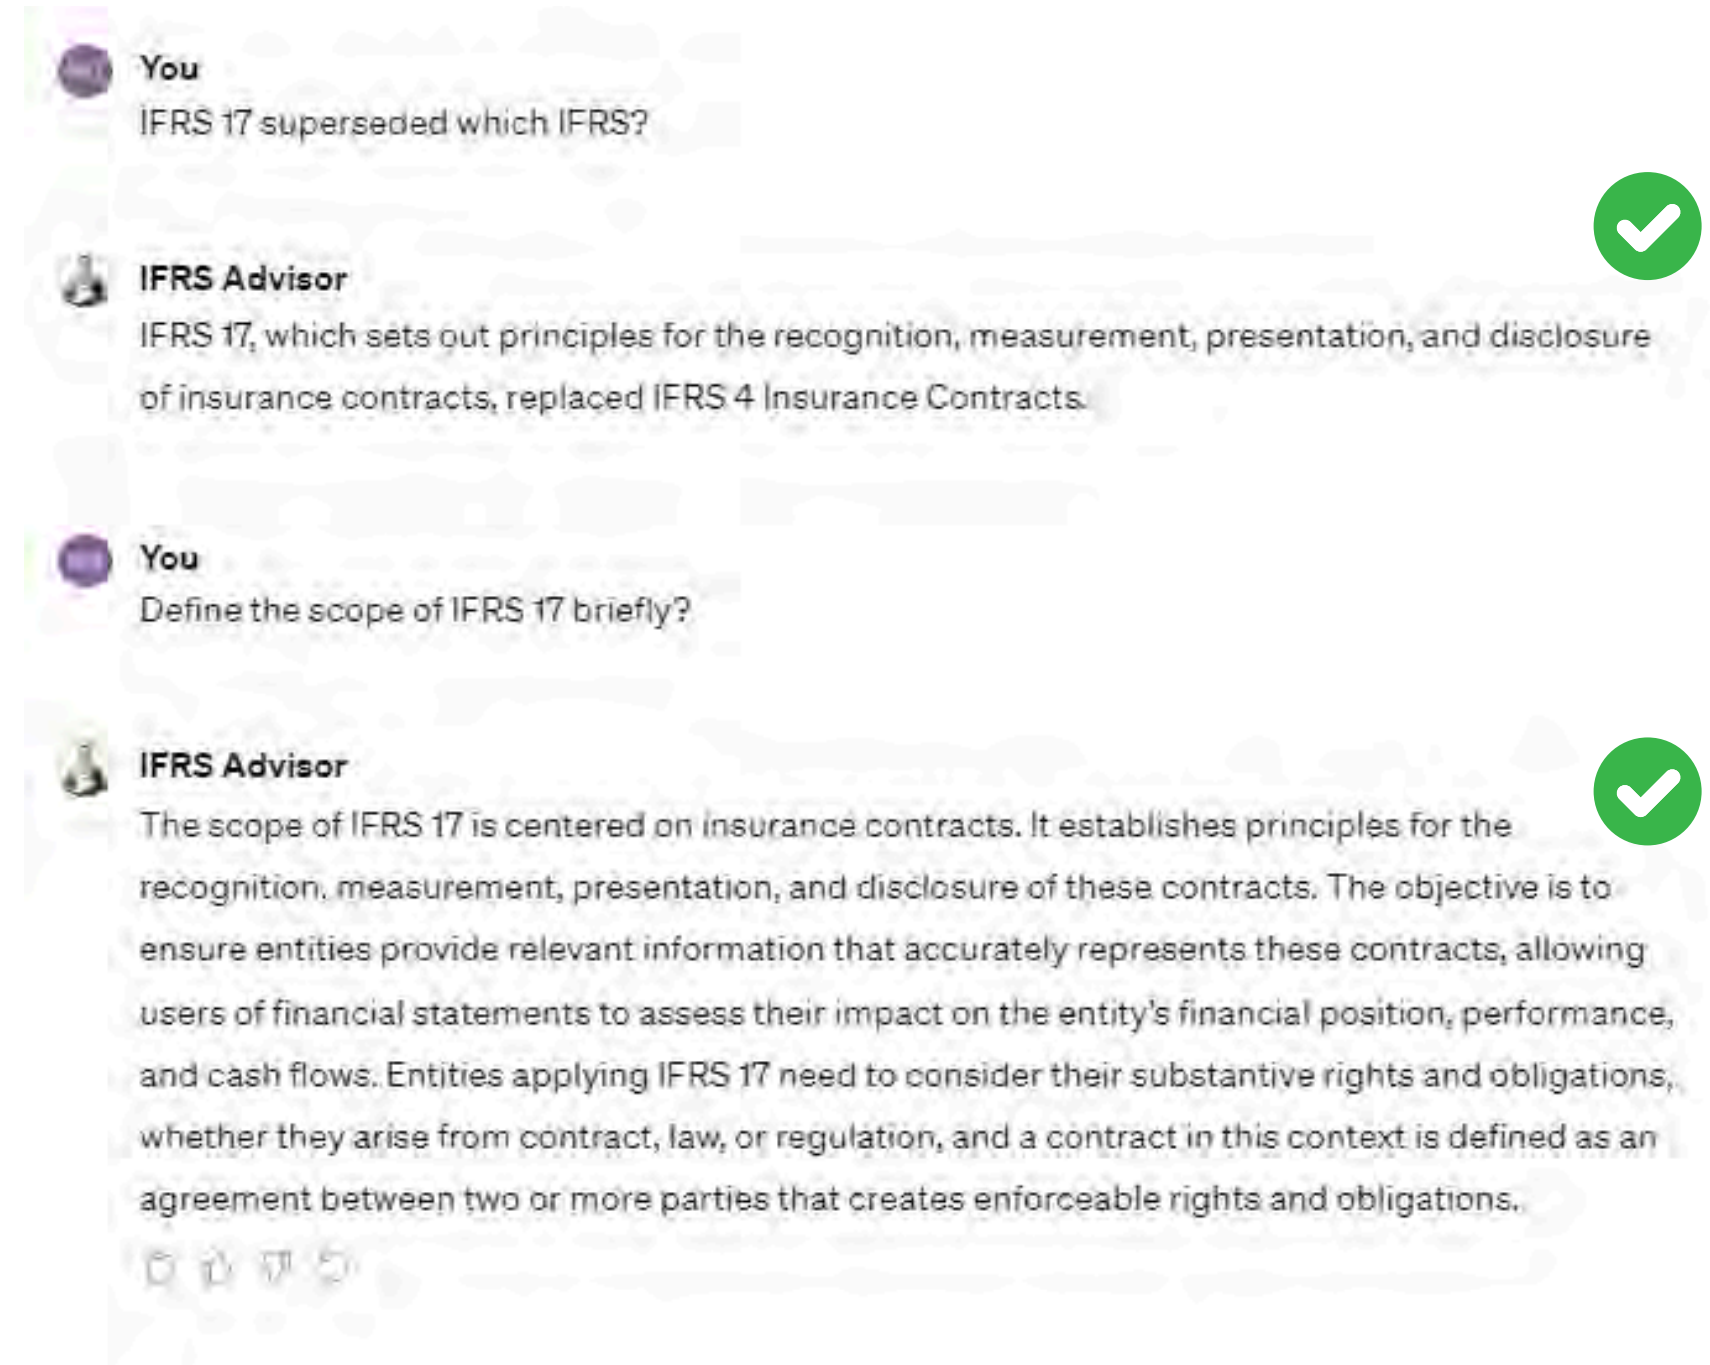 You
IFRS 17 superseded which IFRS?
IFRS Advisor
IFRS 17, which sets out principles for the recognition, measurement, presentation, and disclosure
of insurance contracts, replaced IFRS 4 Insurance Contracts.
You
Define the scope of IFRS 17 briefly?
IFRS Advisor
The scope of IFRS 17 is centered on insurance contracts. It establishes principles for the
recognition, measurement, presentation, and disclosure of these contracts. The objective is to
ensure entities provide relevant information that accurately represents these contracts, allowing
users of financial statements to assess their impact on the entity's financial position, performance,
and cash flows. Entities applying IFRS 17 need to consider their substantive rights and obligations,
whether they arise from contract, law, or regulation, and a contract in this context is defined as an
agreement between two or more parties that creates enforceable rights and obligations.